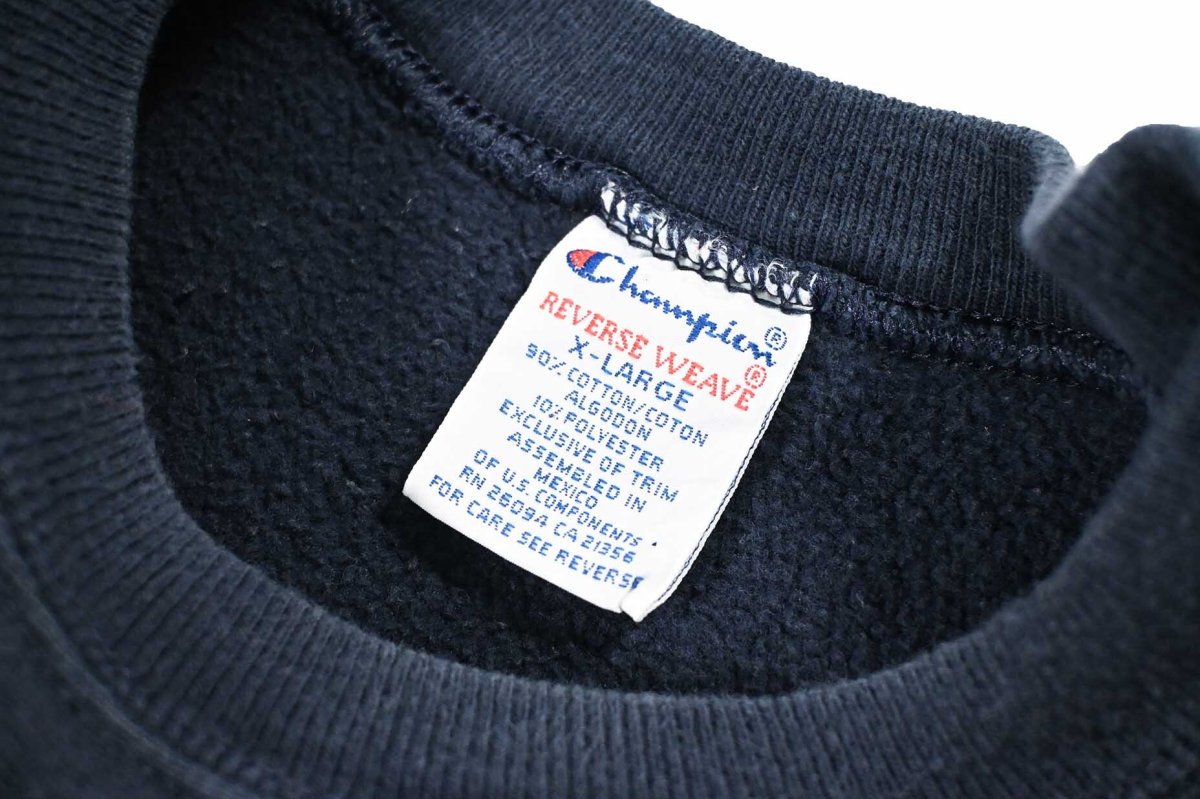 Champion®
REVERSE WEAVE®
X-LARGE
90% COTTON/COTON
ALGODON
10% POLYESTER
EXCLUSIVE OF TRIM
ASSEMBLED IN
MEXICO
OF U.S. COMPONENTS.
RN 26094 CA 21356
FOR CARE SEE REVERSE